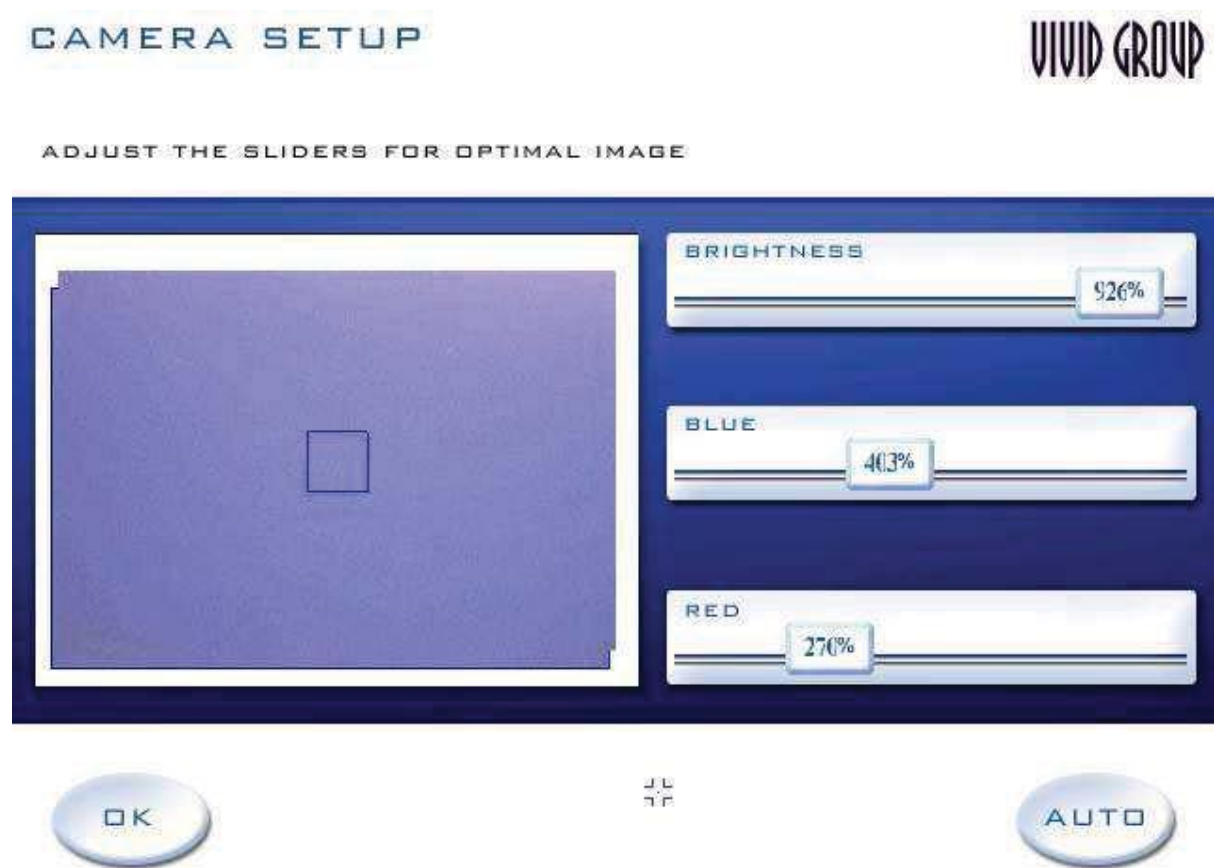 CAMERA SETUP
VIVID GROUP
ADJUST THE SLIDERS FOR OPTIMAL IMAGE
BRIGHTNESS
926%
BLUE
403%
RED
270%
OK
AUTO